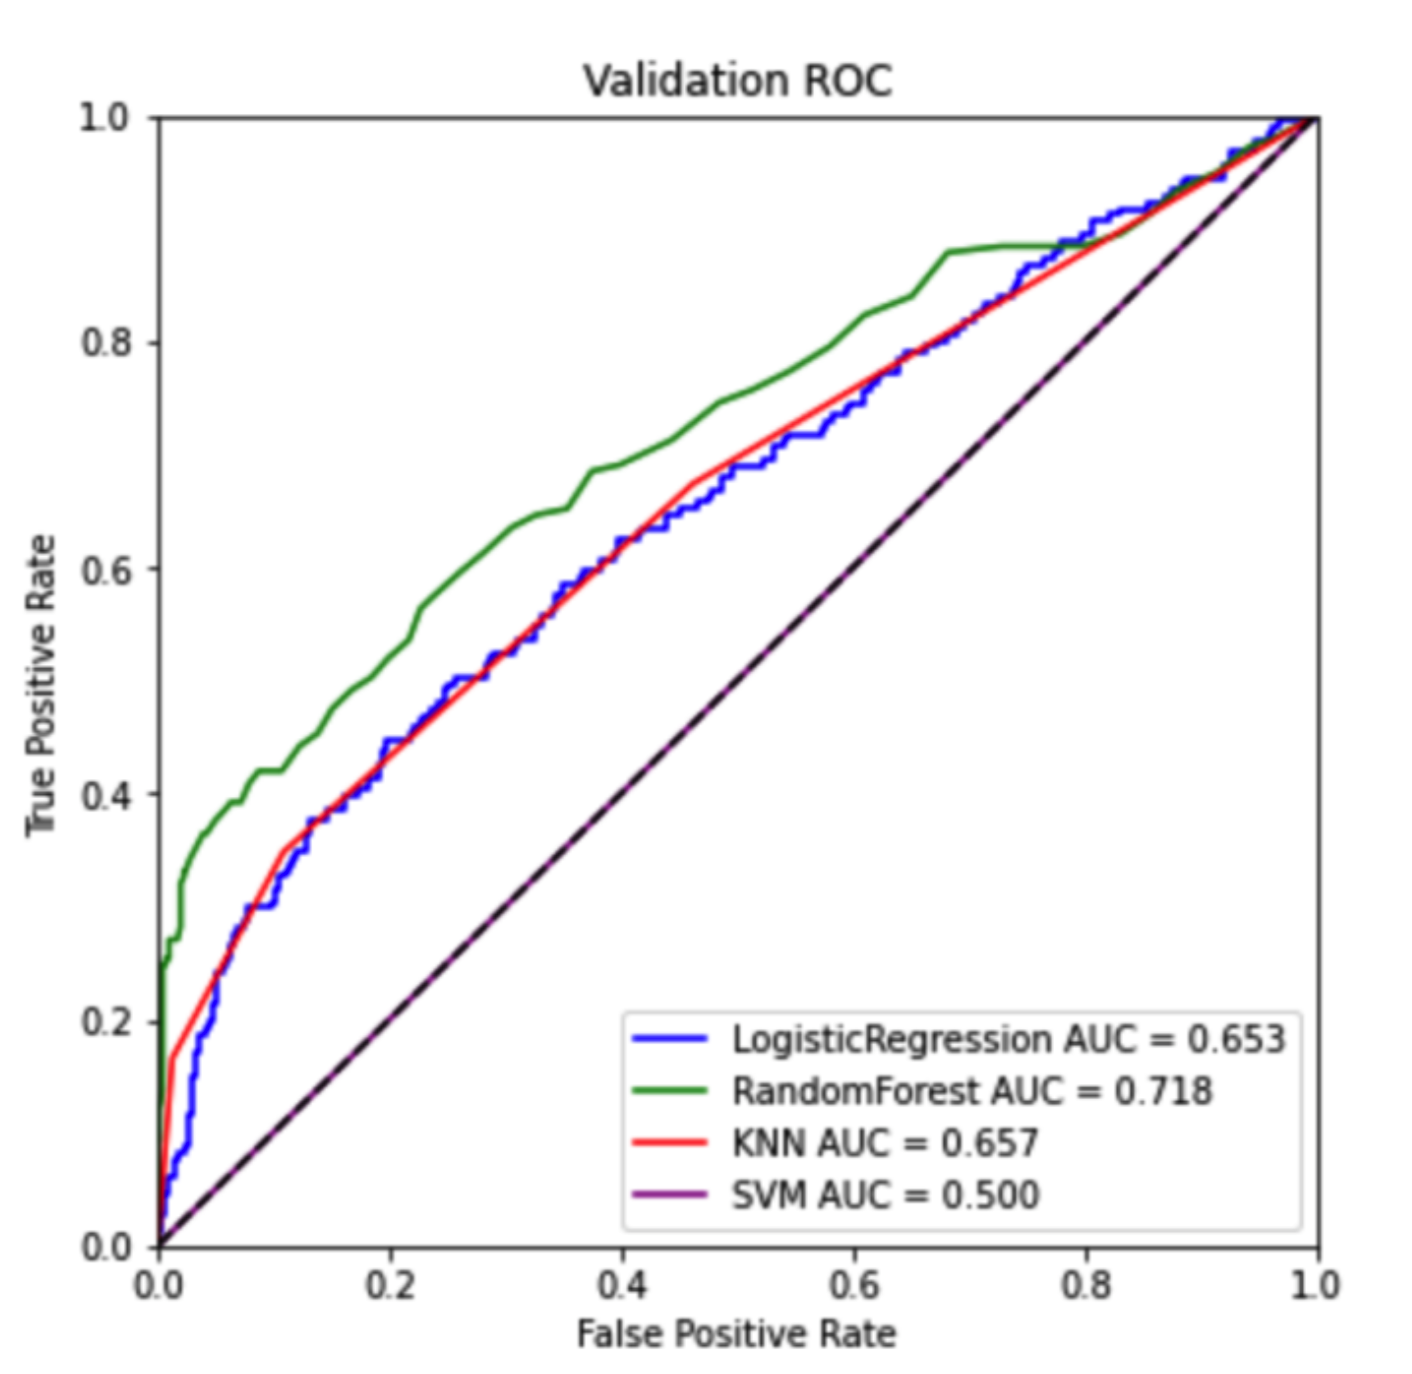 Validation ROC
1.0
0.8
0.6
0.4
0.2
0.0
True Positive Rate
LogisticRegression AUC = 0.653
RandomForest AUC = 0.718
KNN AUC = 0.657
SVM AUC = 0.500
0.0 0.2 0.4 0.6 0.8 1.0
False Positive Rate